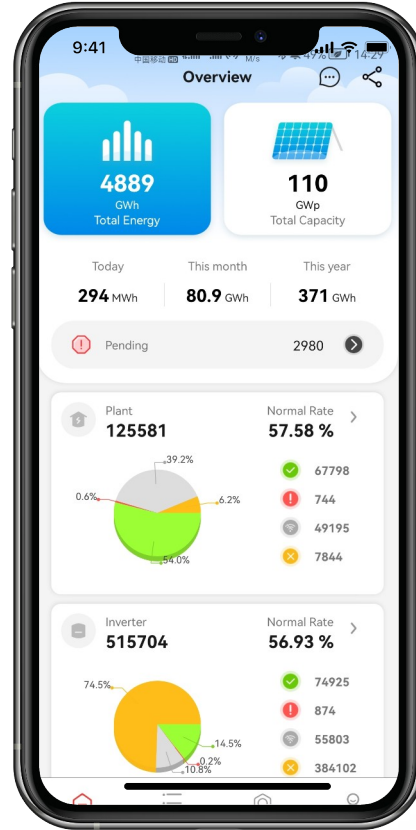 9:41
中国移动 HD M/s 49% 14:29
Overview
4889
GWh
Total Energy
110
GWp
Total Capacity
Today
This month
This year
294 MWh
80.9 GWh
371 GWh
Pending
2980
Plant
125581
Normal Rate
57.58 %
39.2%
0.6%
6.2%
54.0%
67798
744
49195
7844
Inverter
515704
Normal Rate
56.93 %
74.5%
14.5%
0.2%
10.8%
74925
874
55803
384102